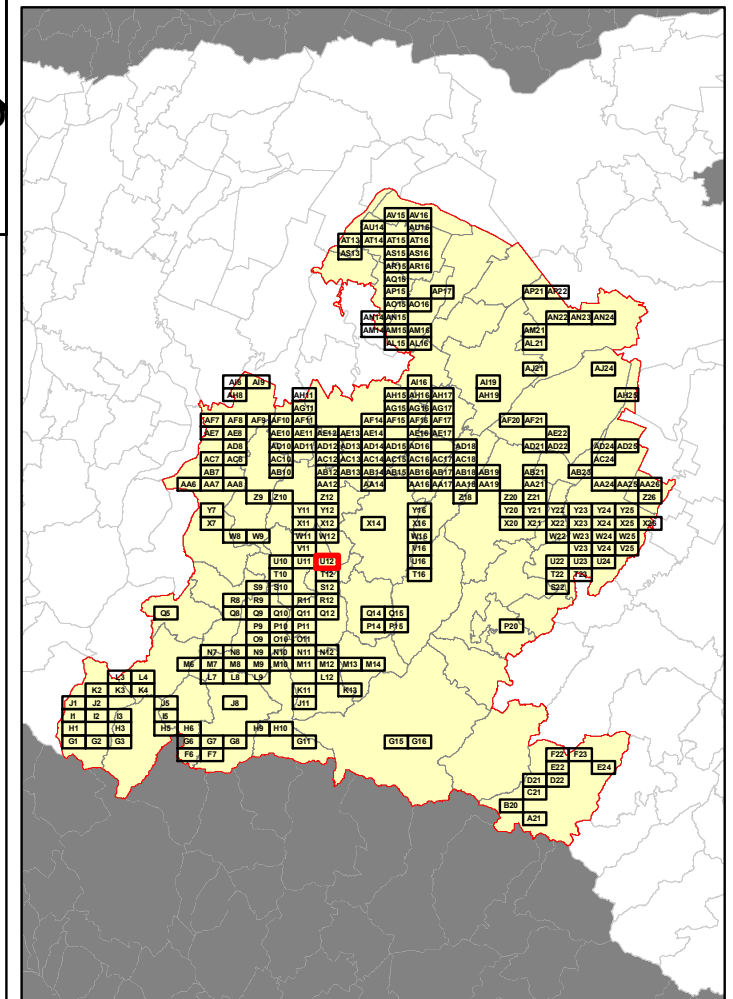 AV15 AV16
AU14 AU16
AT13 AT14 AT15 AT16
AS13 AS15 AS16
AR15 AR16
AQ15
AP15 AP17 AP21 AP22
AO15 AO16
AN14 AN15 AN22 AN23 AN24
AM14 AM15 AM16 AM21
AL15 AL16 AL21
AJ21 AJ24
AI8 AI9 AI16 AI19
AH8 AH11 AH15 AH16 AH17 AH19 AH25
AG11 AG15 AG16 AG17
AF7 AF8 AF9 AF10 AF11 AF14 AF15 AF16 AF17 AF20 AF21
AE7 AE8 AE10 AE11 AE12 AE13 AE14 AE16 AE17 AE22
AD8 AD10 AD11 AD12 AD13 AD14 AD15 AD16 AD18 AD21 AD22 AD24 AD25
AC7 AC8 AC10 AC12 AC13 AC14 AC15 AC16 AC17 AC18 AC24
AB7 AB10 AB12 AB13 AB14 AB15 AB16 AB17 AB18 AB19 AB21 AB23
AA6 AA7 AA8 AA12 AA14 AA16 AA17 AA18 AA19 AA21 AA24 AA25 AA26
Z9 Z10 Z12 Z18 Z20 Z21 Z26
Y7 Y11 Y12 Y16 Y20 Y21 Y22 Y23 Y24 Y25
X7 X11 X12 X14 X16 X20 X21 X22 X23 X24 X25 X26
W8 W9 W11 W12 W16 W22 W23 W24 W25
V11 V16 V23 V24 V25
U10 U11 U12 U16 U22 U23 U24
T10 T12 T16 T22 T23
S9 S10 S12 S22
R8 R9 R11 R12
Q5 Q8 Q9 Q10 Q11 Q12 Q14 Q15
P9 P10 P11 P14 P15 P20
O9 O10 O11
N7 N8 N9 N10 N11 N12
M6 M7 M8 M9 M10 M11 M12 M13 M14
L3 L4 L7 L8 L9 L12
K2 K3 K4 K11 K13
J1 J2 J5 J8 J11
I1 I2 I3 I5
H1 H3 H5 H6 H9 H10
G1 G2 G3 G6 G7 G8 G11 G15 G16
F6 F7 F22 F23
E22 E24
D21 D22
C21
B20
A21